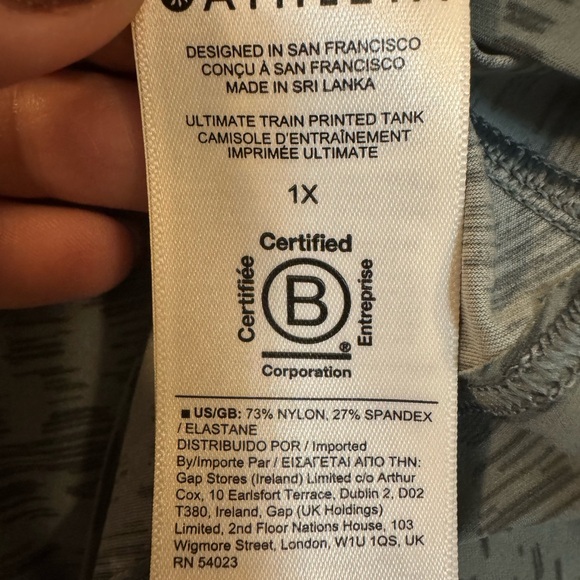 ATHLETA
DESIGNED IN SAN FRANCISCO
CONÇU À SAN FRANCISCO
MADE IN SRI LANKA
ULTIMATE TRAIN PRINTED TANK
CAMISOLE D'ENTRAÎNEMENT
IMPRIMÉE ULTIMATE
1X
Certified
Certifiée
B
Entreprise
®
Corporation
■ US/GB: 73% NYLON, 27% SPANDEX
/ ELASTANE
DISTRIBUIDO POR / Imported
By/Importe Par / ΕΙΣΑΓΕΤΑΙ ΑΠΟ ΤΗΝ:
Gap Stores (Ireland) Limited c/o Arthur
Cox, 10 Earlsfort Terrace, Dublin 2, D02
T380, Ireland, Gap (UK Holdings)
Limited, 2nd Floor Nations House, 103
Wigmore Street, London, W1U 1QS, UK
RN 54023